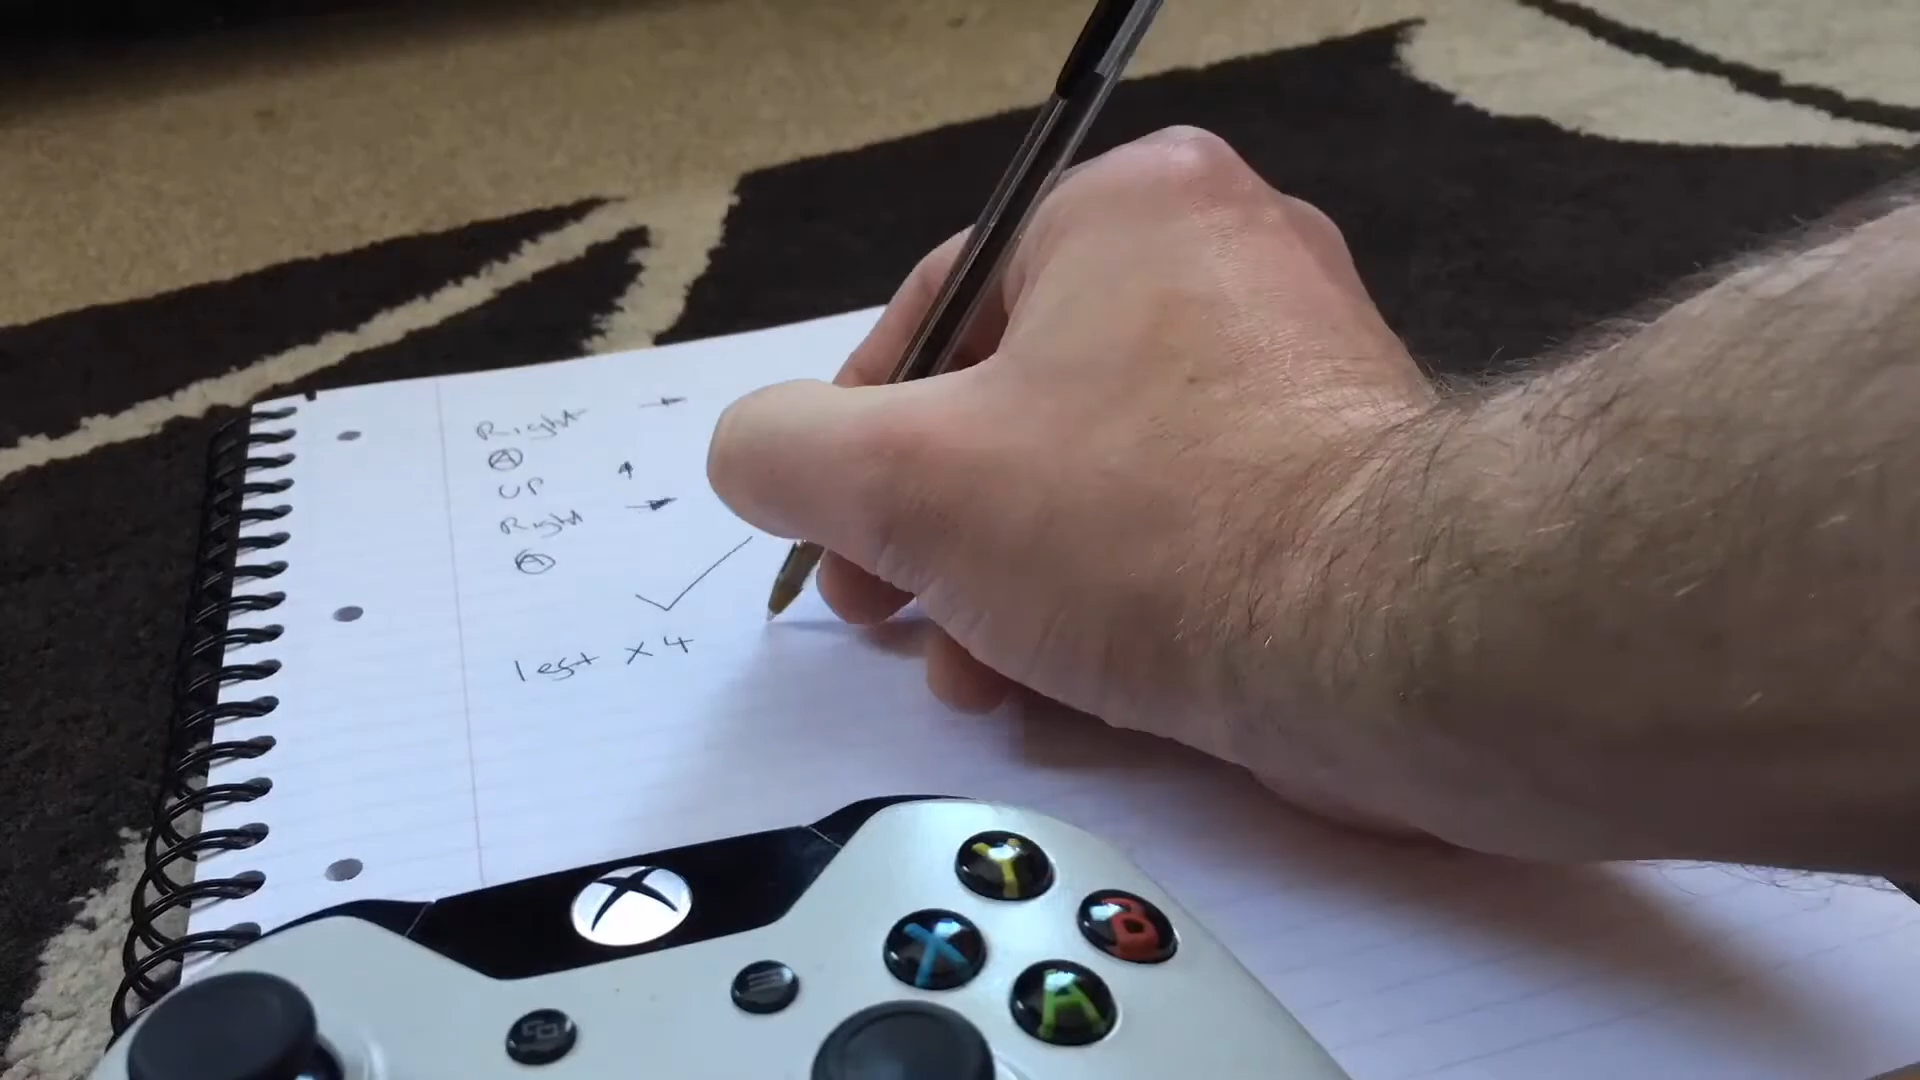 Right →
Ⓐ
UP ↑
Right →
Ⓐ
left x 4
Y
X
B
A